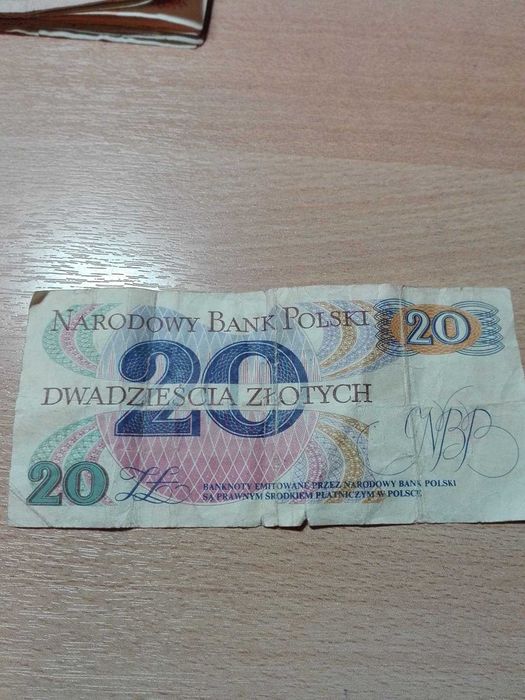 NARODOWY BANK POLSKI
20
20
DWADZIEŚCIA ZŁOTYCH
NBP
20
ZŁ
BANKNOTY EMITOWANE PRZEZ NARODOWY BANK POLSKI
SĄ PRAWNYM ŚRODKIEM PŁATNICZYM W POLSCE